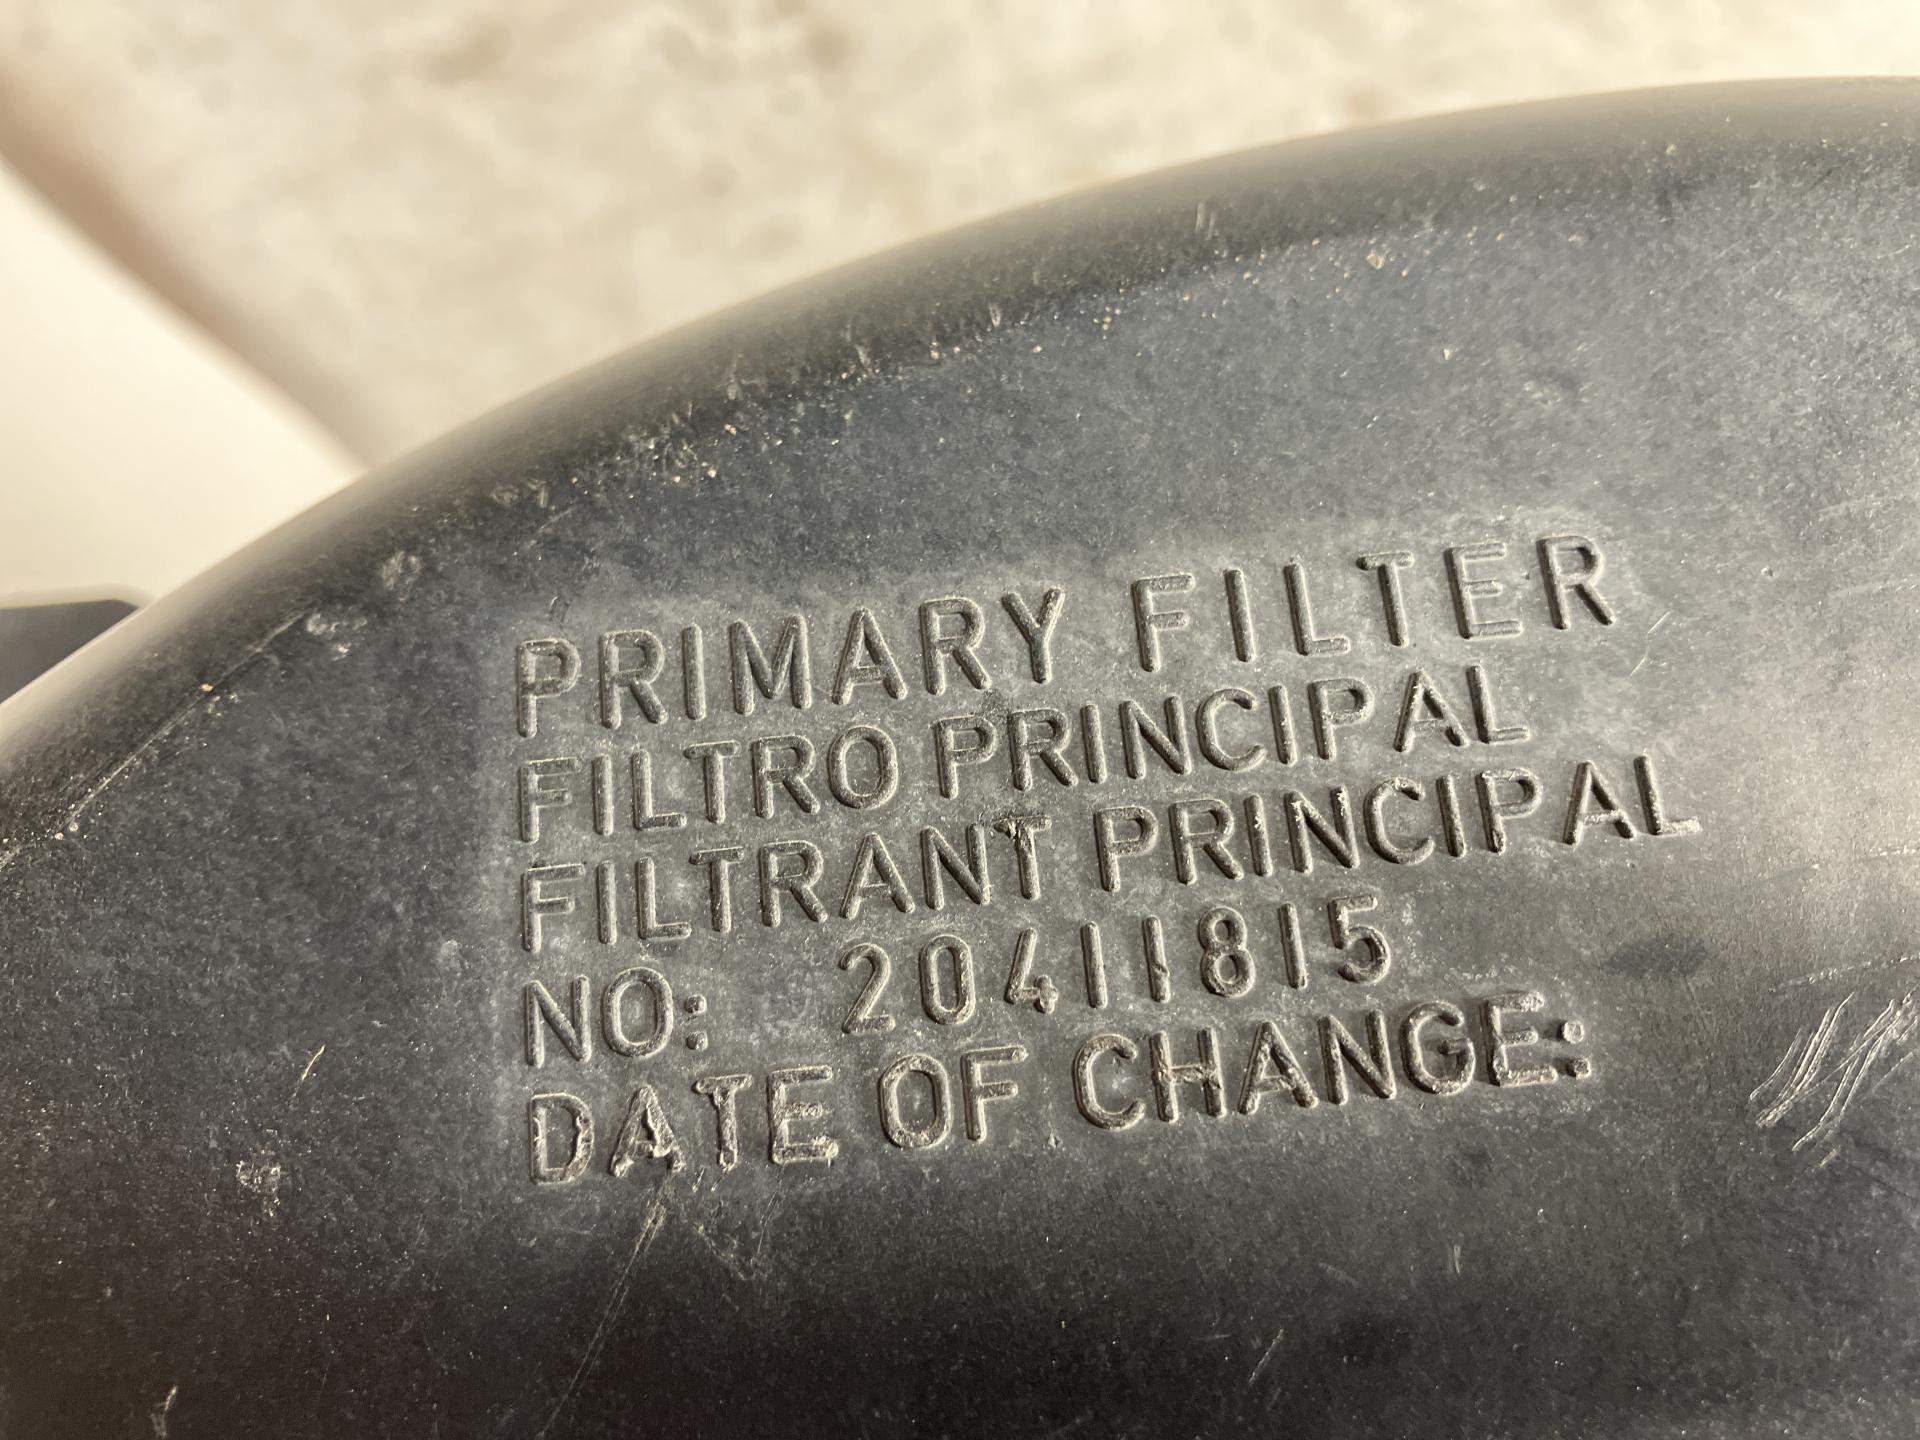 PRIMARY FILTER
FILTRO PRINCIPAL
FILTRANT PRINCIPAL
NO: 20411815
DATE OF CHANGE: